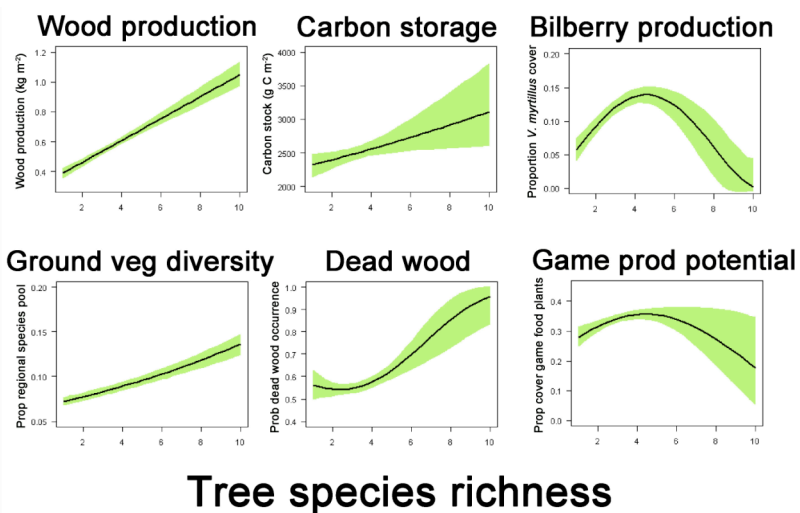 Wood production
Carbon storage
Bilberry production
Wood production (kg m-2)
1.2
1.0
0.8
0.6
0.4
2 4 6 8 10
Carbon stock (g C m-2)
4000
3500
3000
2500
2000
2 4 6 8 10
Proportion V. myrtillus cover
0.20
0.15
0.10
0.05
0.00
2 4 6 8 10
Ground veg diversity
Dead wood
Game prod potential
Prop regional species pool
0.20
0.15
0.10
0.05
2 4 6 8 10
Prob dead wood occurrence
1.0
0.9
0.8
0.7
0.6
0.5
0.4
2 4 6 8 10
Prop cover game food plants
0.4
0.3
0.2
0.1
0.0
2 4 6 8 10
Tree species richness